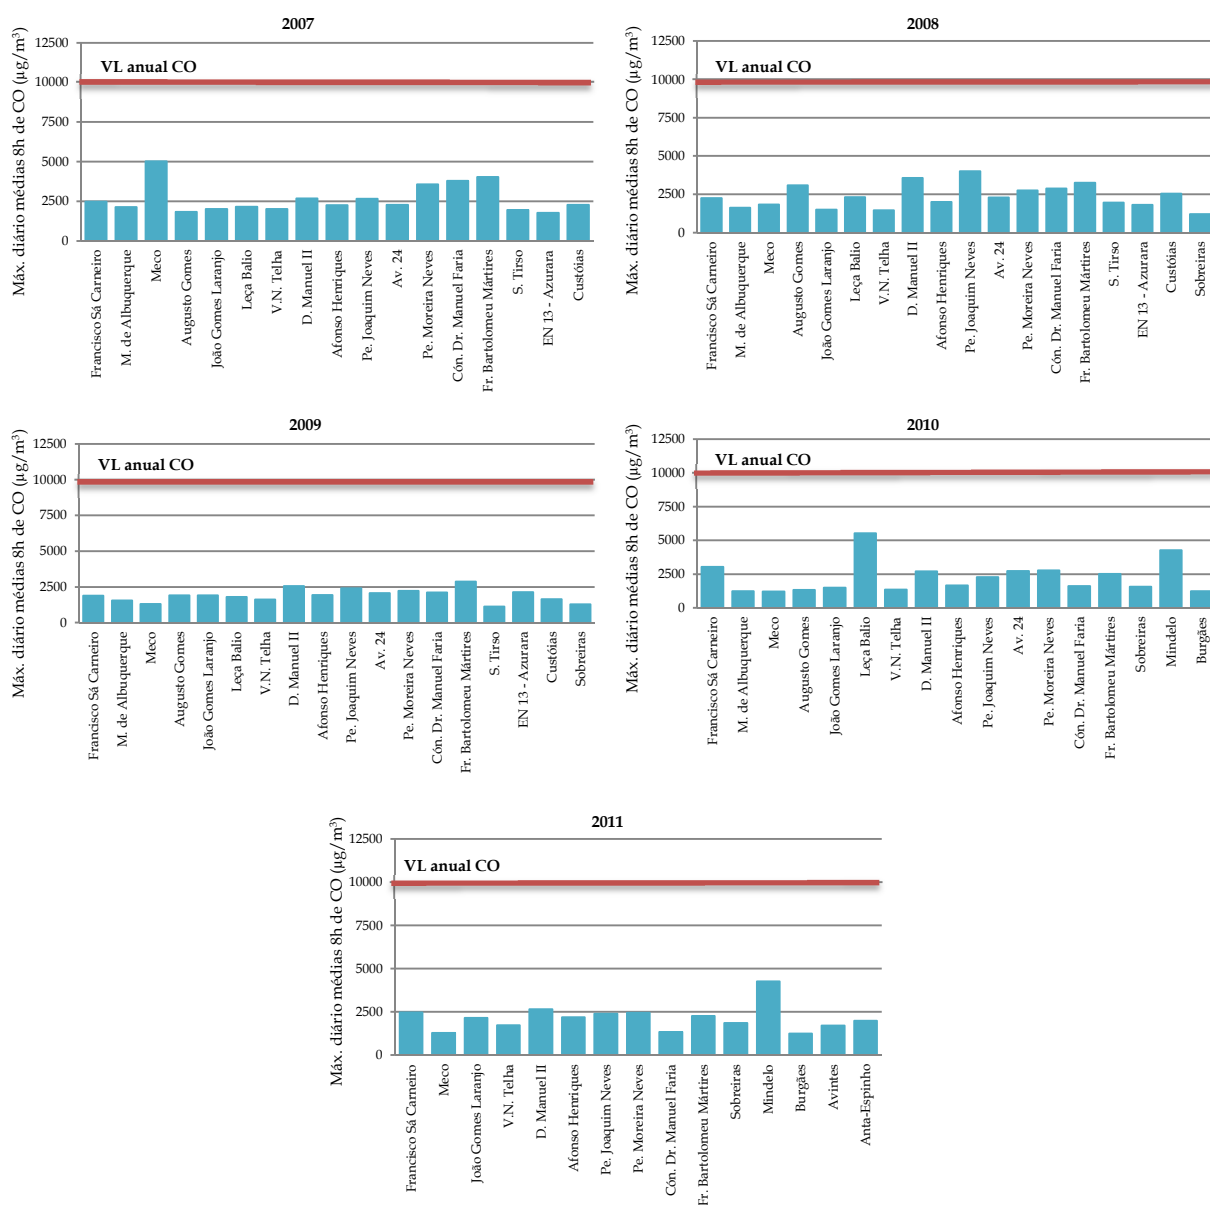 2007
Máx. diário médias 8h de CO (µg/m³)
12500
10000
7500
5000
2500
0
VL anual CO
Francisco Sá Carneiro
M. de Albuquerque
Meco
Augusto Gomes
João Gomes Laranjo
Leça Balio
V.N. Telha
D. Manuel II
Afonso Henriques
Pe. Joaquim Neves
Av. 24
Pe. Moreira Neves
Cón. Dr. Manuel Faria
Fr. Bartolomeu Mártires
S. Tirso
EN 13 - Azurara
Custóias
2008
Máx. diário médias 8h de CO (µg/m³)
12500
10000
7500
5000
2500
0
VL anual CO
Francisco Sá Carneiro
M. de Albuquerque
Meco
Augusto Gomes
João Gomes Laranjo
Leça Balio
V.N. Telha
D. Manuel II
Afonso Henriques
Pe. Joaquim Neves
Av. 24
Pe. Moreira Neves
Cón. Dr. Manuel Faria
Fr. Bartolomeu Mártires
S. Tirso
EN 13 - Azurara
Custóias
Sobreiras
2009
Máx. diário médias 8h de CO (µg/m³)
12500
10000
7500
5000
2500
0
VL anual CO
Francisco Sá Carneiro
M. de Albuquerque
Meco
Augusto Gomes
João Gomes Laranjo
Leça Balio
V.N. Telha
D. Manuel II
Afonso Henriques
Pe. Joaquim Neves
Av. 24
Pe. Moreira Neves
Cón. Dr. Manuel Faria
Fr. Bartolomeu Mártires
S. Tirso
EN 13 - Azurara
Custóias
Sobreiras
2010
Máx. diário médias 8h de CO (µg/m³)
12500
10000
7500
5000
2500
0
VL anual CO
Francisco Sá Carneiro
M. de Albuquerque
Meco
Augusto Gomes
João Gomes Laranjo
Leça Balio
V.N. Telha
D. Manuel II
Afonso Henriques
Pe. Joaquim Neves
Av. 24
Pe. Moreira Neves
Cón. Dr. Manuel Faria
Fr. Bartolomeu Mártires
Sobreiras
Mindelo
Burgães
2011
Máx. diário médias 8h de CO (µg/m³)
12500
10000
7500
5000
2500
0
VL anual CO
Francisco Sá Carneiro
Meco
João Gomes Laranjo
V.N. Telha
D. Manuel II
Afonso Henriques
Pe. Joaquim Neves
Pe. Moreira Neves
Cón. Dr. Manuel Faria
Fr. Bartolomeu Mártires
Sobreiras
Mindelo
Burgães
Avintes
Anta-Espinho